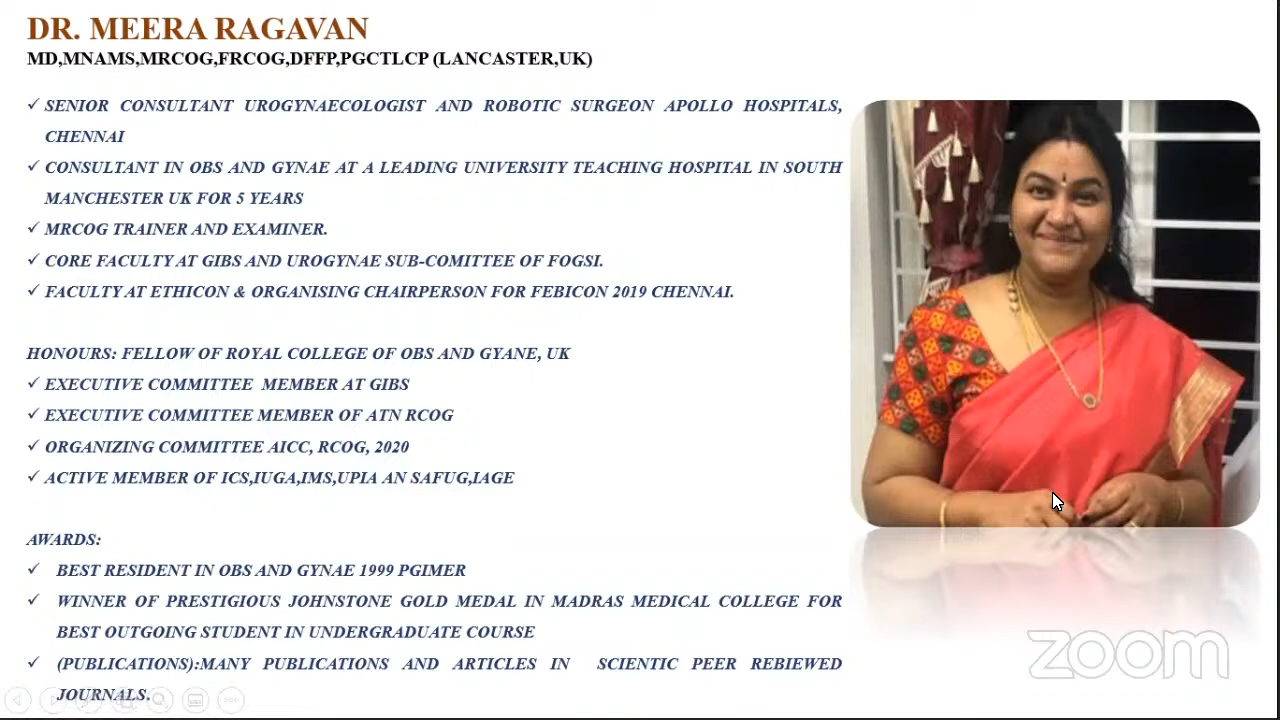 DR. MEERA RAGAVAN
MD,MNAMS,MRCOG,FRCOG,DFFP,PGCTLCP (LANCASTER,UK)
✓ SENIOR CONSULTANT UROGYNAECOLOGIST AND ROBOTIC SURGEON APOLLO HOSPITALS,
CHENNAI
✓ CONSULTANT IN OBS AND GYNAE AT A LEADING UNIVERSITY TEACHING HOSPITAL IN SOUTH
MANCHESTER UK FOR 5 YEARS
✓ MRCOG TRAINER AND EXAMINER.
✓ CORE FACULTY AT GIBS AND UROGYNAE SUB-COMITTEE OF FOGSI.
✓ FACULTY AT ETHICON & ORGANISING CHAIRPERSON FOR FEBICON 2019 CHENNAI.
HONOURS: FELLOW OF ROYAL COLLEGE OF OBS AND GYANE, UK
✓ EXECUTIVE COMMITTEE MEMBER AT GIBS
✓ EXECUTIVE COMMITTEE MEMBER OF ATN RCOG
✓ ORGANIZING COMMITTEE AICC, RCOG, 2020
✓ ACTIVE MEMBER OF ICS,IUGA,IMS,UPIA AN SAFUG,IAGE
AWARDS:
✓ BEST RESIDENT IN OBS AND GYNAE 1999 PGIMER
✓ WINNER OF PRESTIGIOUS JOHNSTONE GOLD MEDAL IN MADRAS MEDICAL COLLEGE FOR
BEST OUTGOING STUDENT IN UNDERGRADUATE COURSE
✓ (PUBLICATIONS):MANY PUBLICATIONS AND ARTICLES IN SCIENTIC PEER REBIEWED
JOURNALS.
zoom